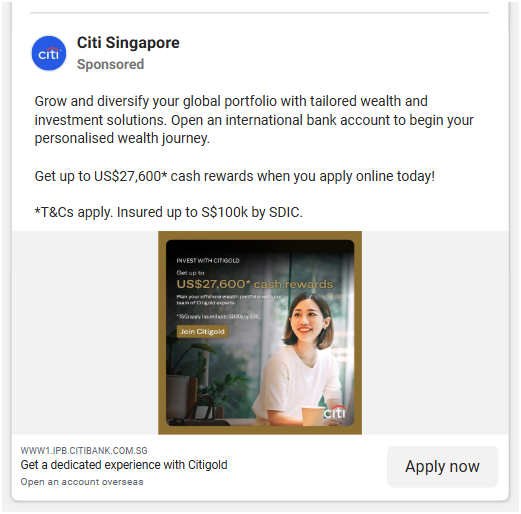 citi
Citi Singapore
Sponsored
Grow and diversify your global portfolio with tailored wealth and
investment solutions. Open an international bank account to begin your
personalised wealth journey.
Get up to US$27,600* cash rewards when you apply online today!
*T&Cs apply. Insured up to S$100k by SDIC.
INVEST WITH CITIGOLD
Get up to
US$27,600* cash rewards
Plan your offshore wealth portfolio with our
team of Citigold experts.
*T&Cs apply. Insured up to S$100k by SDIC.
Join Citigold
citi
WWW1.IPB.CITIBANK.COM.SG
Get a dedicated experience with Citigold
Open an account overseas
Apply now